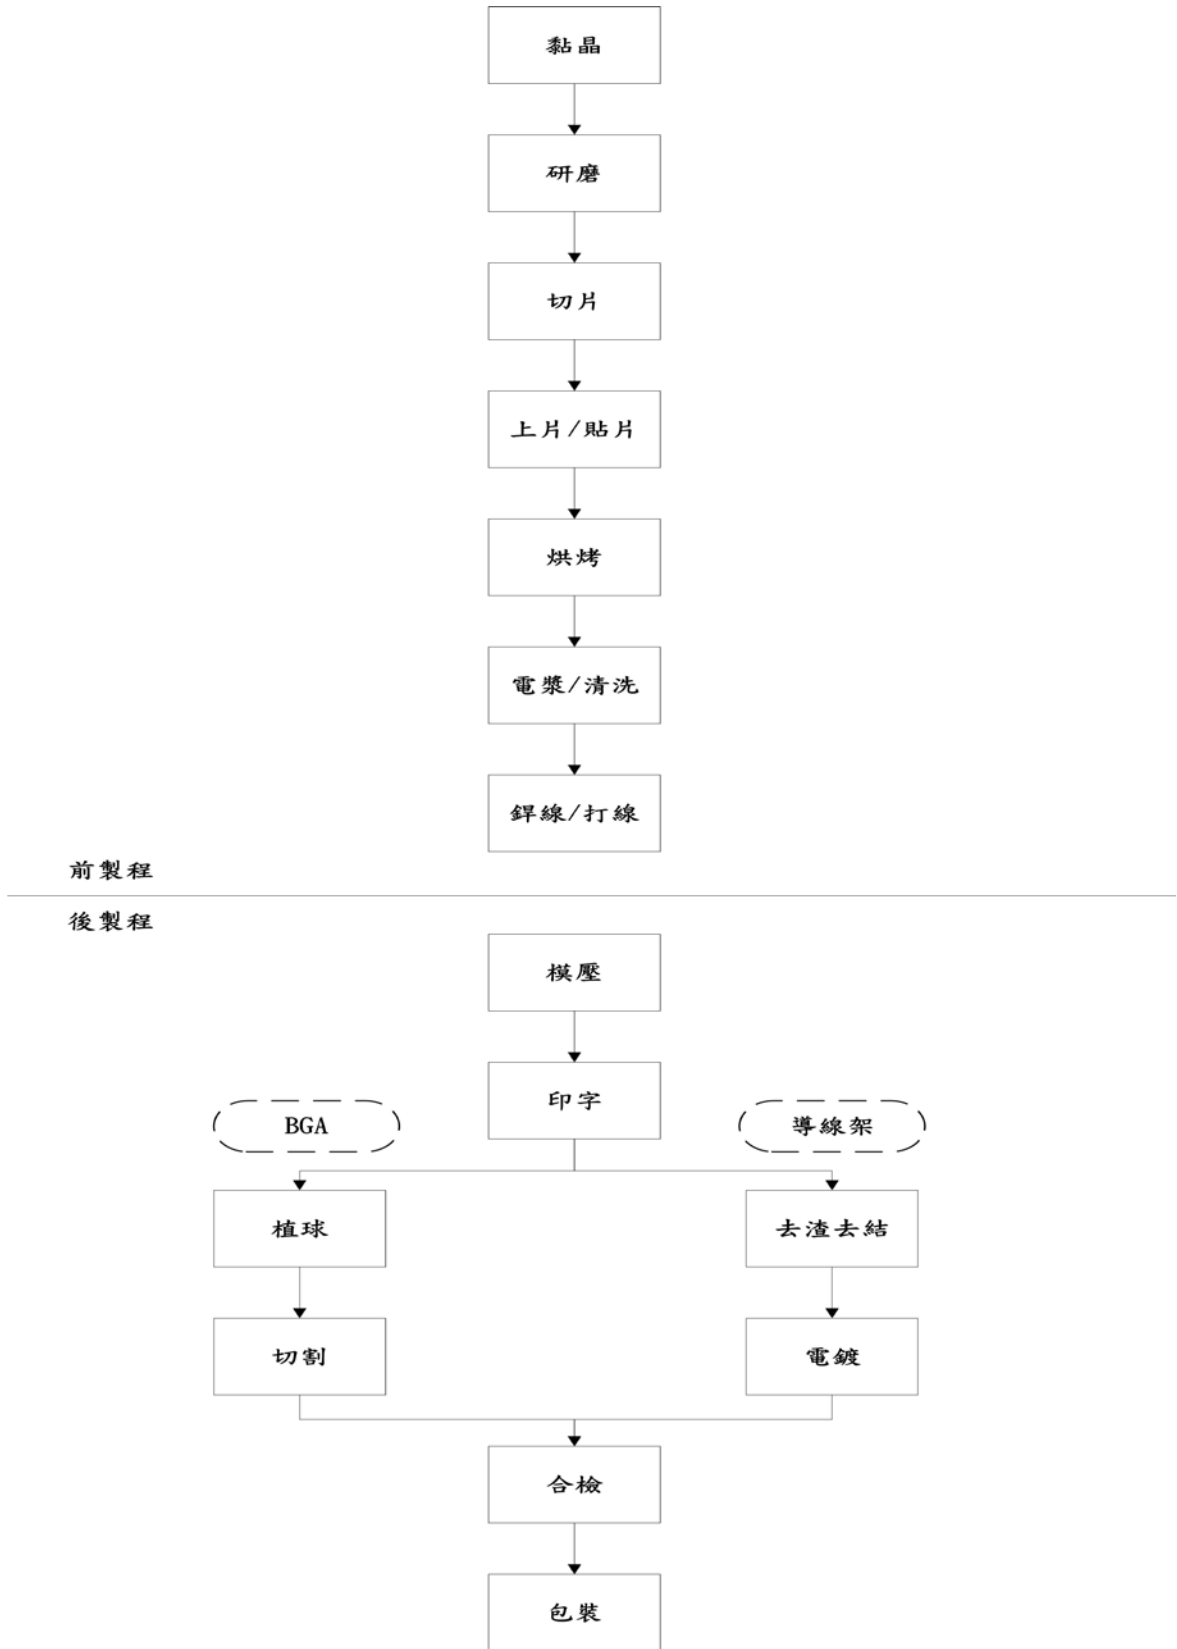 黏晶
研磨
切片
上片/貼片
烘烤
電漿/清洗
銲線/打線
前製程
後製程
模壓
印字
BGA
導線架
植球
去渣去結
切割
電鍍
合檢
包裝